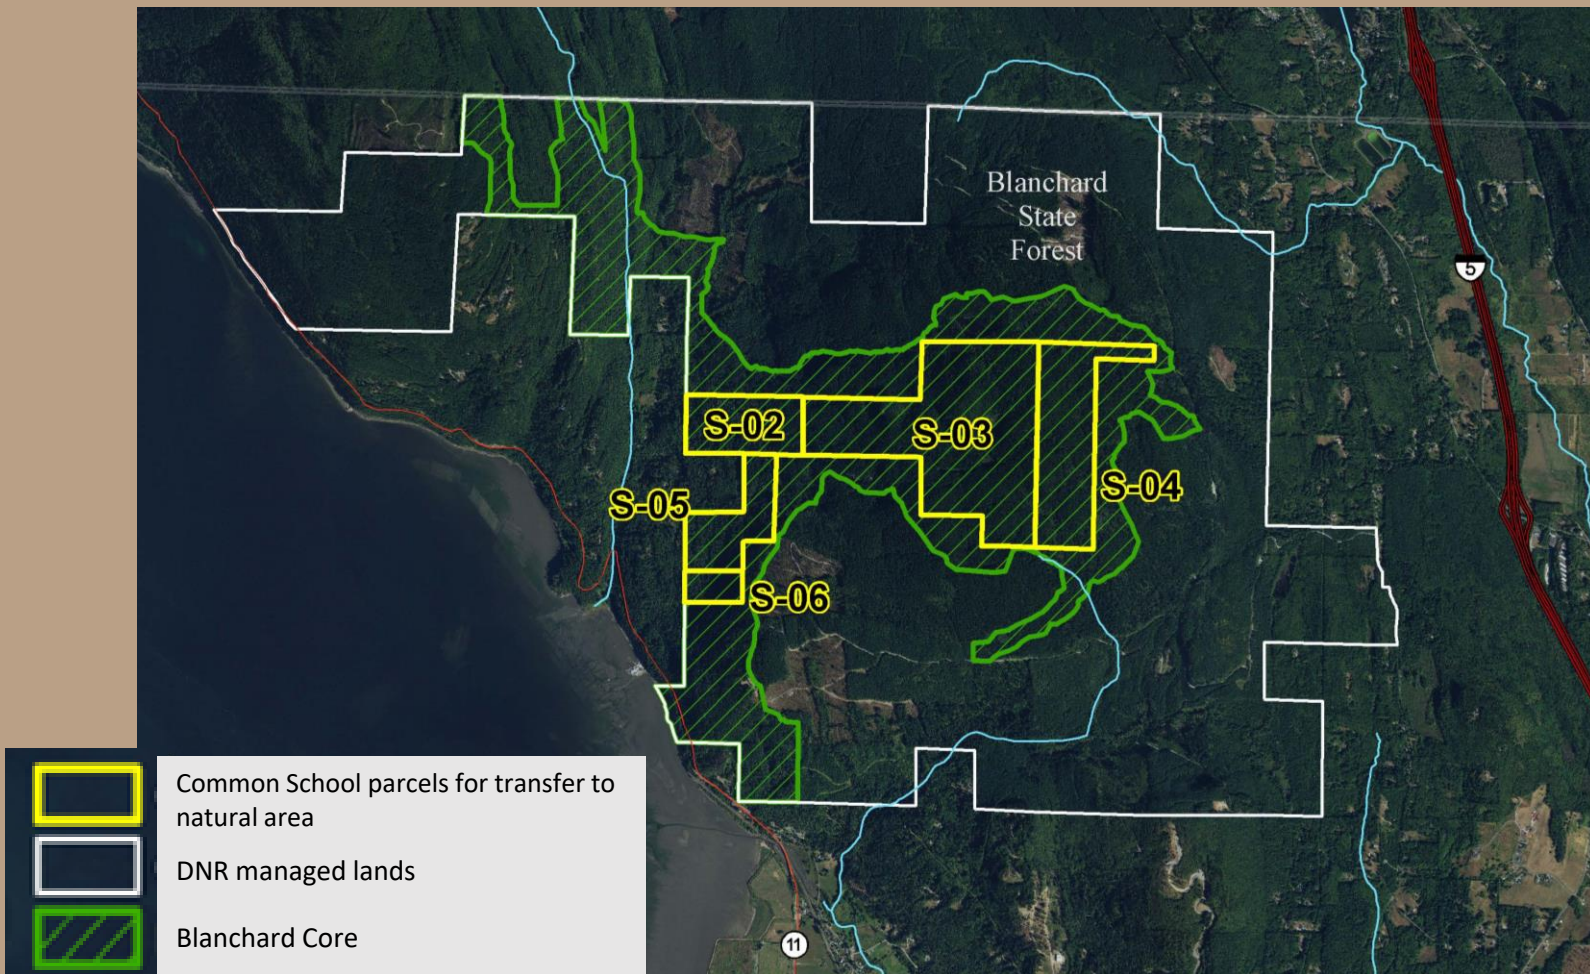 Blanchard
State
Forest
5
S-02
S-03
S-04
S-05
S-06
Common School parcels for transfer to
natural area
DNR managed lands
Blanchard Core
11